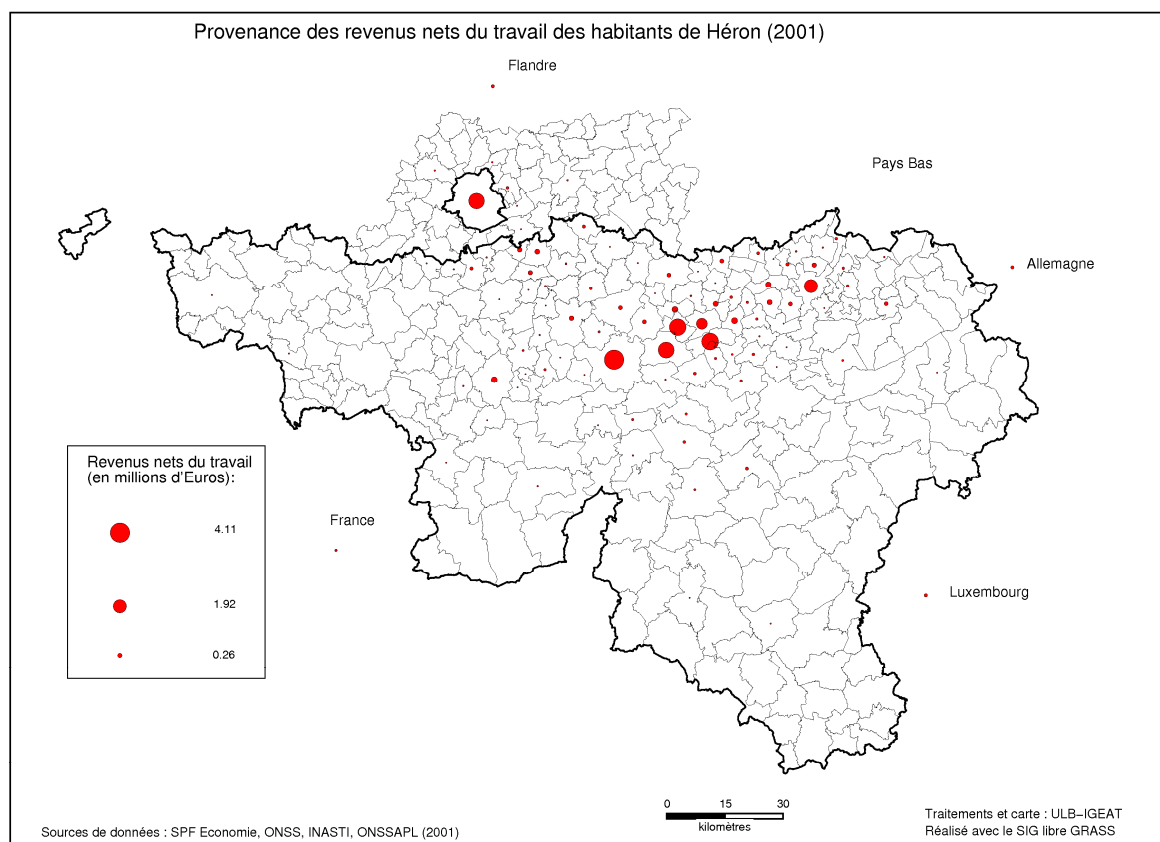 Provenance des revenus nets du travail des habitants de Héron (2001)
Flandre
Pays Bas
Allemagne
Revenus nets du travail
(en millions d'Euros):
4.11
1.92
0.26
France
Luxembourg
0 15 30
kilomètres
Sources de données : SPF Economie, ONSS, INASTI, ONSSAPL (2001)
Traitements et carte : ULB–IGEAT
Réalisé avec le SIG libre GRASS